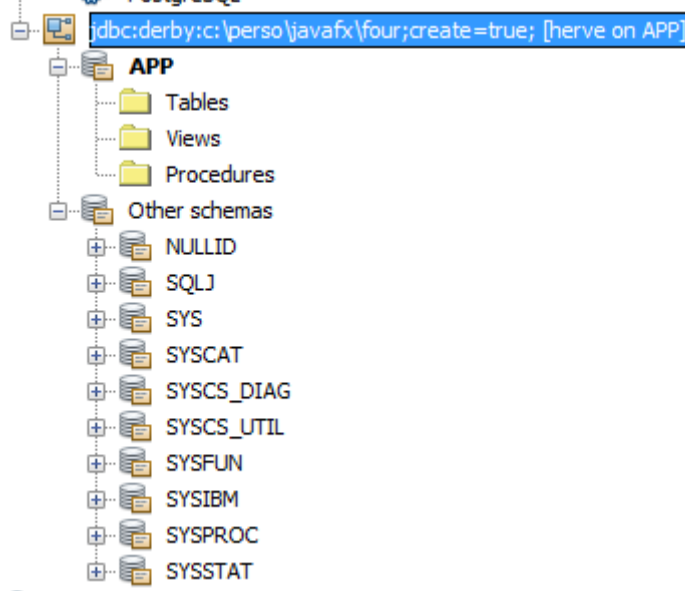 jdbc:derby:c:\perso\javafx\four;create=true; [herve on APP]
APP
Tables
Views
Procedures
Other schemas
NULLID
SQLJ
SYS
SYSCAT
SYSCS_DIAG
SYSCS_UTIL
SYSFUN
SYSIBM
SYSPROC
SYSSTAT